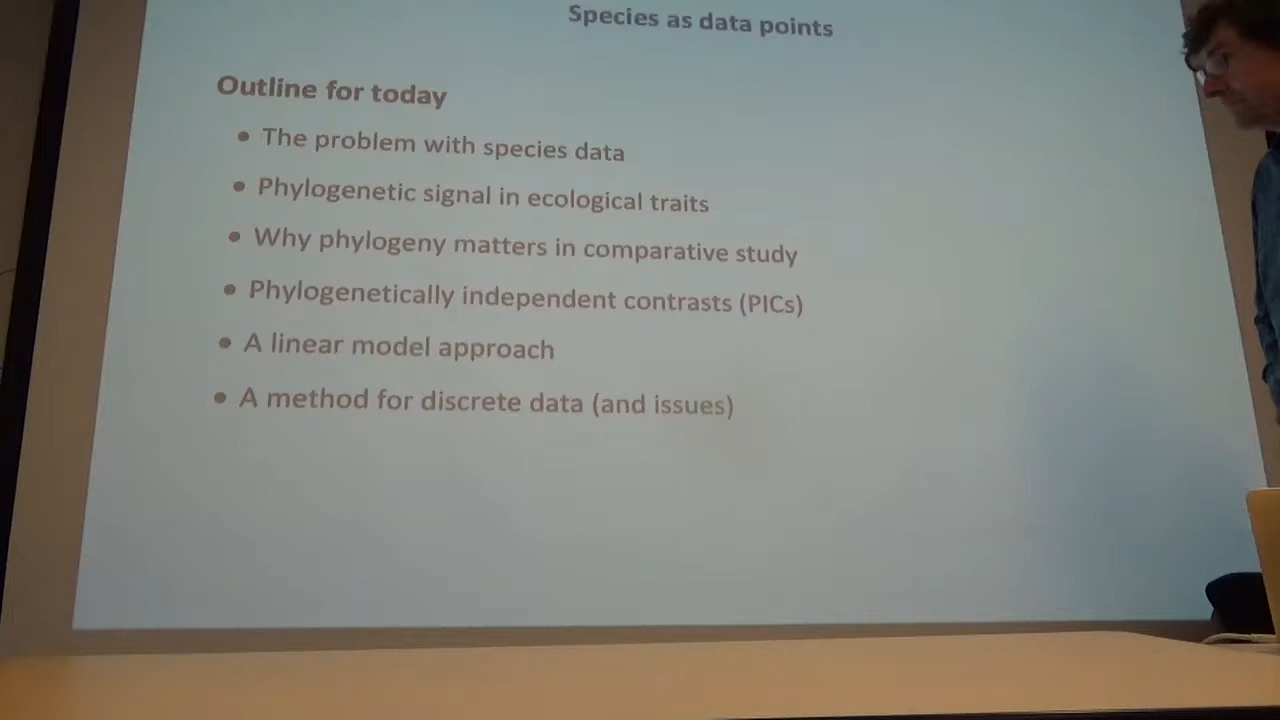 Species as data points
Outline for today
• The problem with species data
• Phylogenetic signal in ecological traits
• Why phylogeny matters in comparative study
• Phylogenetically independent contrasts (PICs)
• A linear model approach
• A method for discrete data (and issues)